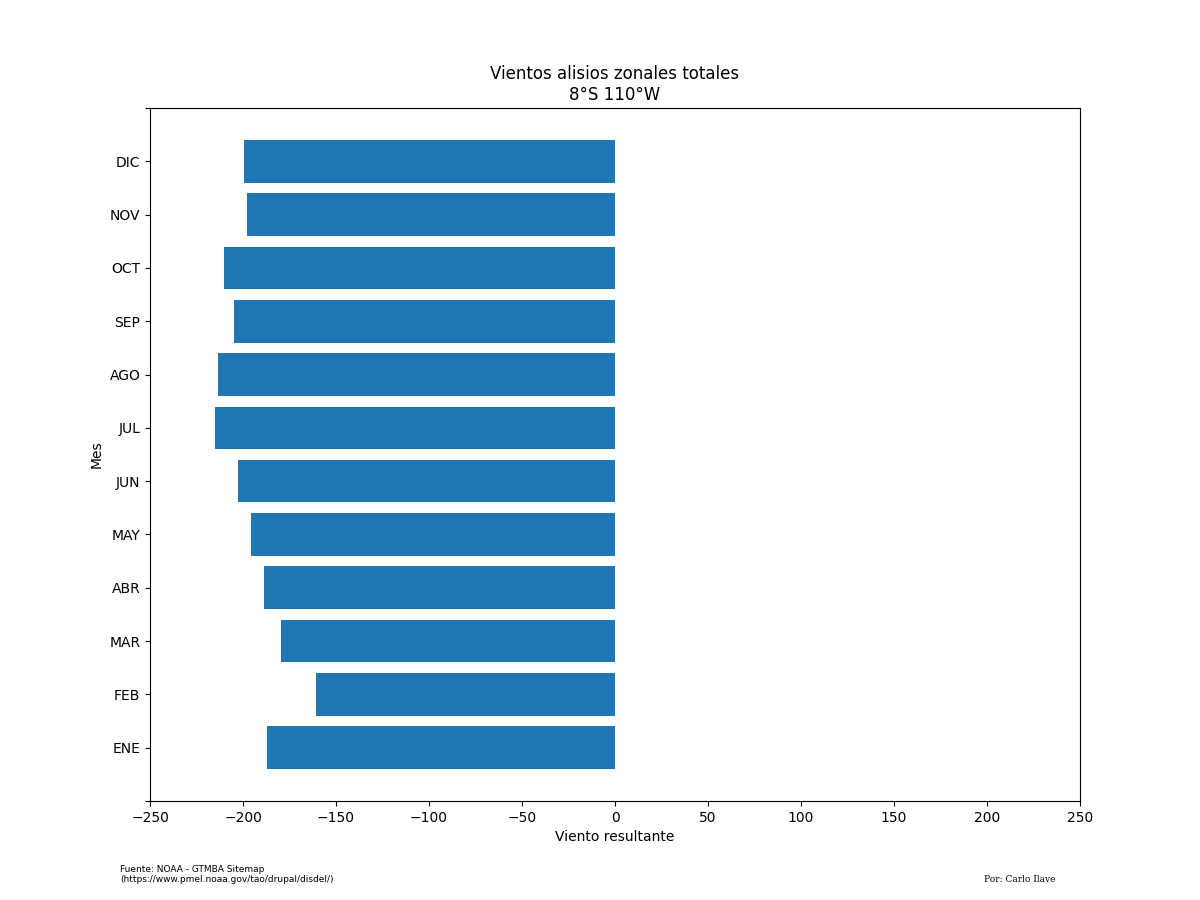 Vientos alisios zonales totales
8°S 110°W
DIC
NOV
OCT
SEP
AGO
JUL
JUN
MAY
ABR
MAR
FEB
ENE
Mes
−250 −200 −150 −100 −50 0 50 100 150 200 250
Viento resultante
Fuente: NOAA - GTMBA Sitemap
(https://www.pmel.noaa.gov/tao/drupal/disdel/)
Por: Carlo Ilave